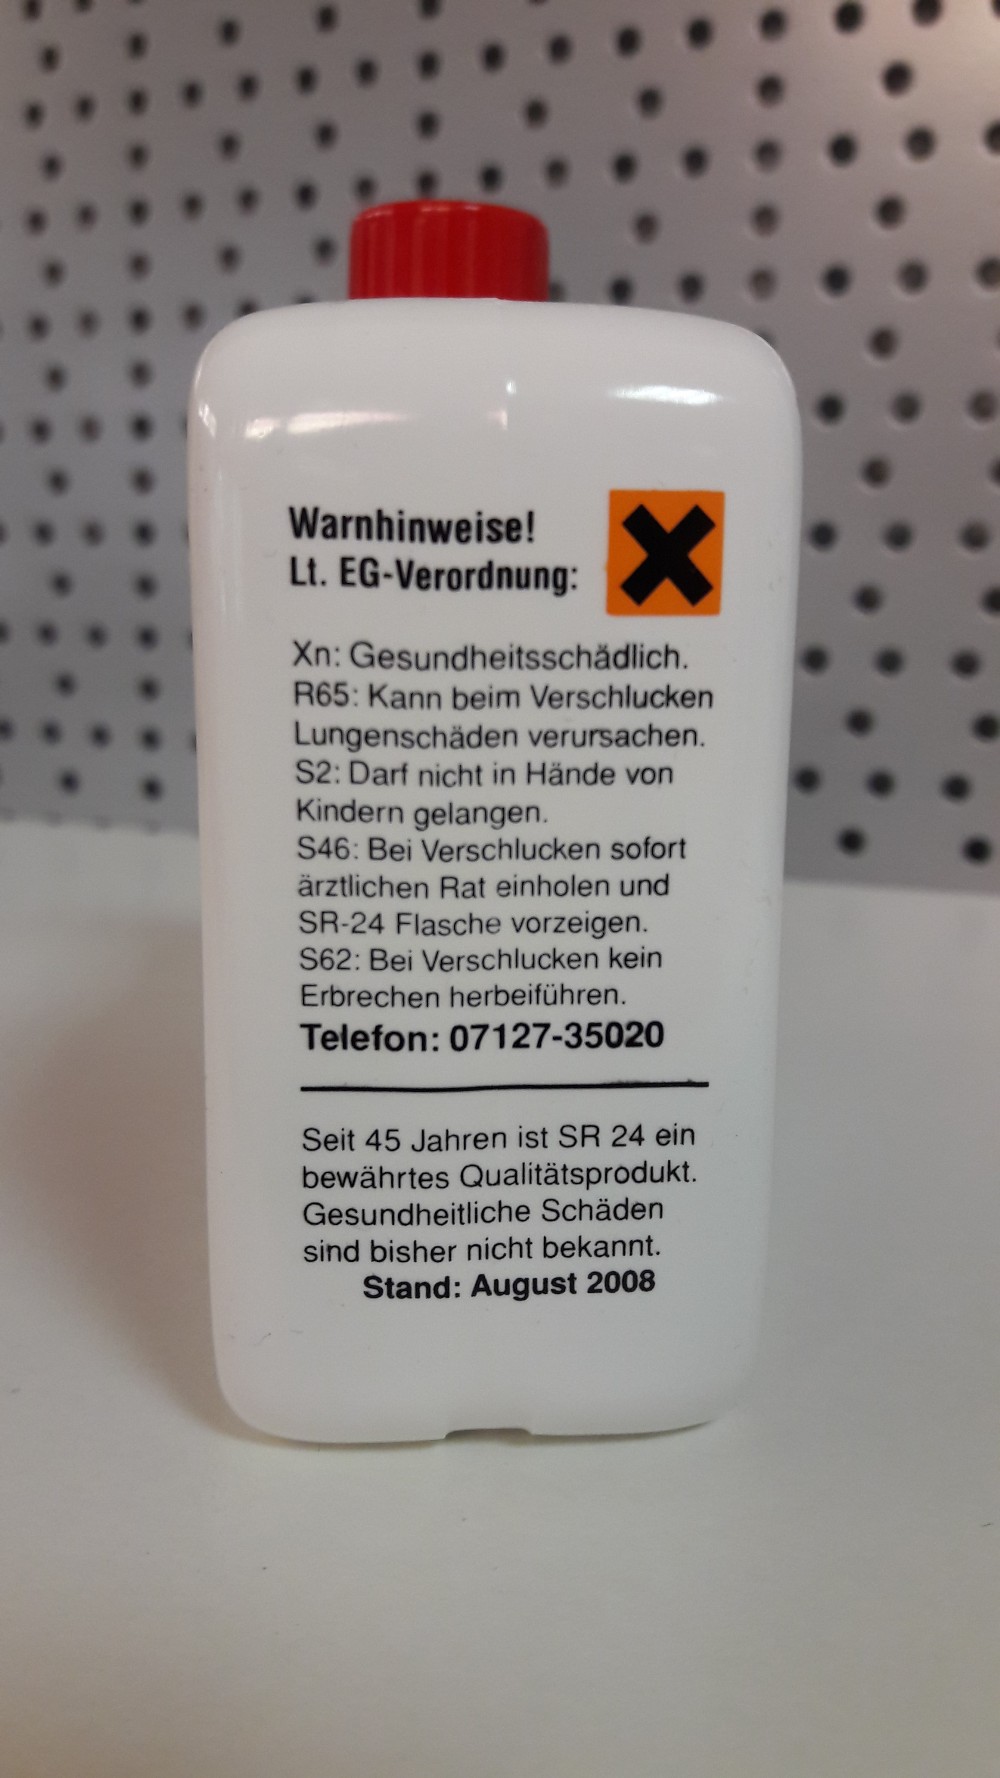 Warnhinweise!
Lt. EG-Verordnung:
Xn: Gesundheitsschädlich.
R65: Kann beim Verschlucken
Lungenschäden verursachen.
S2: Darf nicht in Hände von
Kindern gelangen.
S46: Bei Verschlucken sofort
ärztlichen Rat einholen und
SR-24 Flasche vorzeigen.
S62: Bei Verschlucken kein
Erbrechen herbeiführen.
Telefon: 07127-35020
Seit 45 Jahren ist SR 24 ein
bewährtes Qualitätsprodukt.
Gesundheitliche Schäden
sind bisher nicht bekannt.
Stand: August 2008